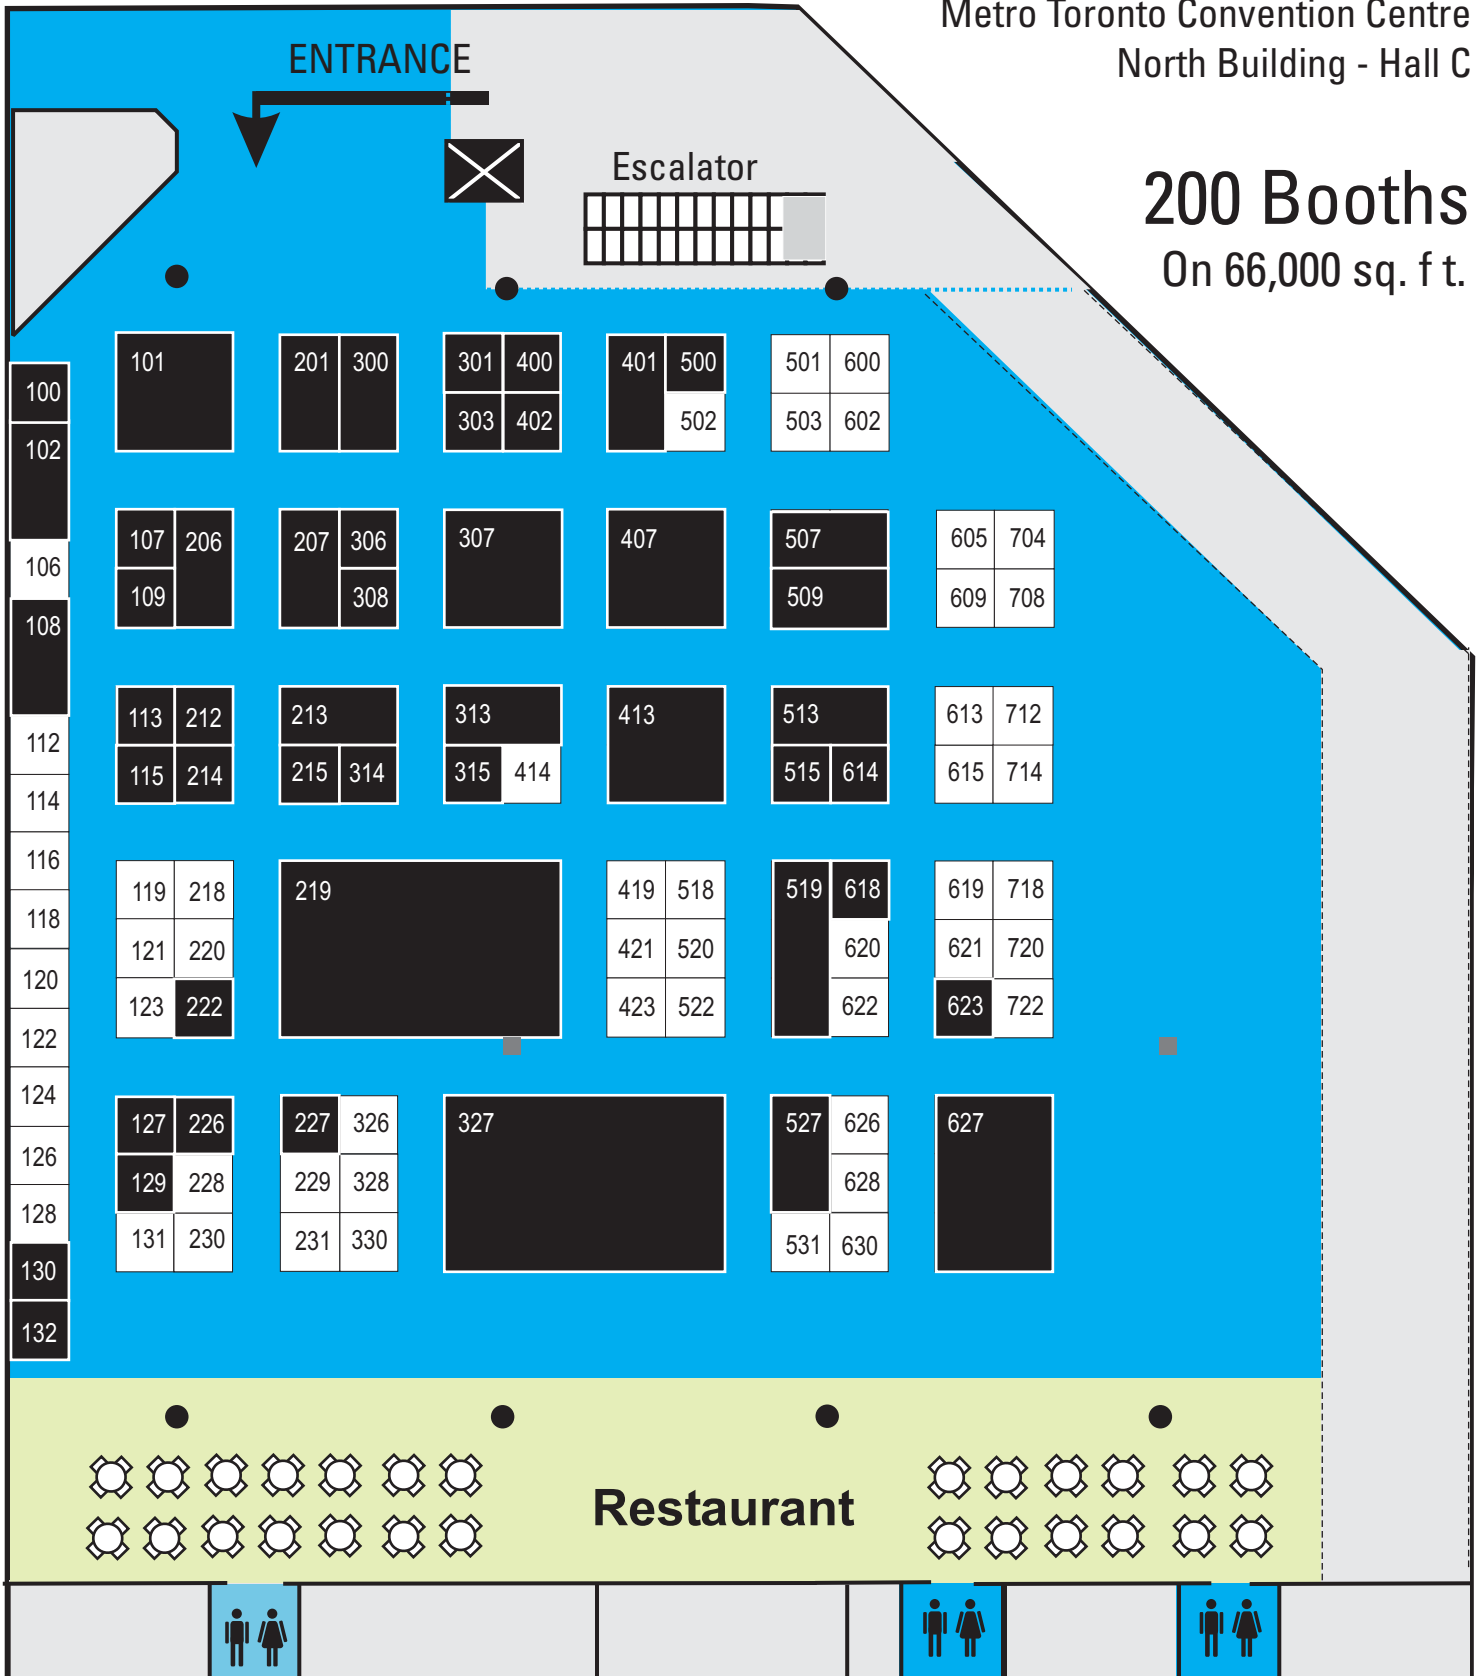 Metro Toronto Convention Centre
North Building - Hall C
ENTRANCE
Escalator
200 Booths
On 66,000 sq. f t.
101 201 300 301 400 401 500 501 600
100
303 402 502 503 602
102
107 206 207 306 307 407 507 605 704
106
109 308 509 609 708
108
113 212 213 313 413 513 613 712
112
115 214 215 314 315 414 515 614 615 714
114
116
119 218 219 419 518 519 618 619 718
118
121 220 421 520 620 621 720
120
123 222 423 522 622 623 722
122
124
127 226 227 326 327 527 626 627
126
129 228 229 328 628
128
131 230 231 330 531 630
130
132
Restaurant